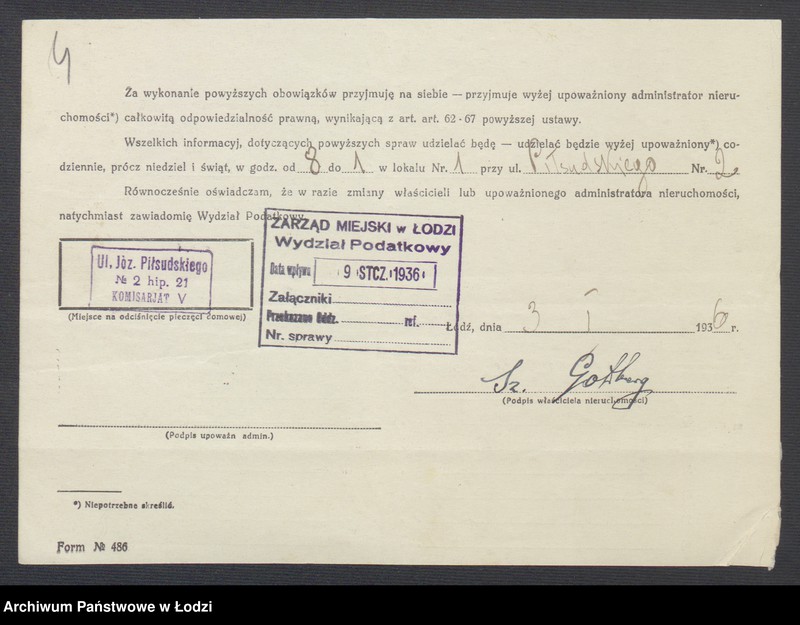 4
Za wykonanie powyższych obowiązków przyjmuję na siebie — przyjmuje wyżej upoważniony administrator nieru-
chomości*) całkowitą odpowiedzialność prawną, wynikającą z art. art. 62-67 powyższej ustawy.
Wszelkich informacyj, dotyczących powyższych spraw udzielać będę — udzielać będzie wyżej upoważniony*) co-
dziennie, prócz niedziel i świąt, w godz. od 8 do 1 w lokalu Nr. 1 przy ul. Piłsudskiego Nr. 2
Równocześnie oświadczam, że w razie zmiany właścicieli lub upoważnionego administratora nieruchomości,
natychmiast zawiadomię Wydział Podatkowy.
ZARZĄD MIEJSKI w ŁODZI
Wydział Podatkowy
Data wpływu 9 STCZ. 1936
Załączniki
Przekazano Oddz. ref.
Nr. sprawy
Ul. Józ. Piłsudskiego
№ 2 hip. 21
KOMISARJAT V
(Miejsce na odciśnięcie pieczęci domowej)
Łódź, dnia 3 I 1936 r.
Sz. Gotberg
(Podpis właściciela nieruchomości)
(Podpis upoważn admin.)
*) Niepotrzebne skreślić.
Form № 486
Archiwum Państwowe w Łodzi